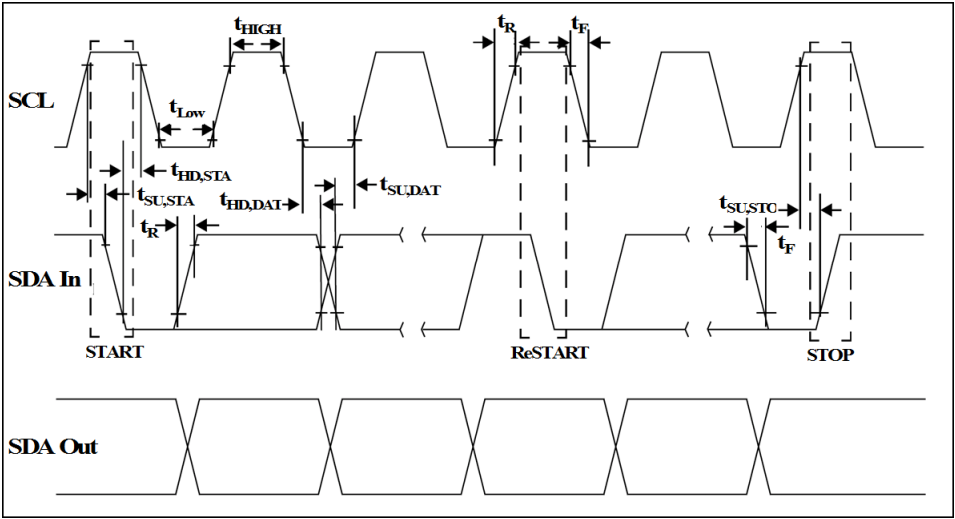 tHIGH
tR
tF
SCL
tLow
tHD,STA
tSU,STA
tHD,DAT
tSU,DAT
tSU,STO
tR
tF
SDA In
START
ReSTART
STOP
SDA Out